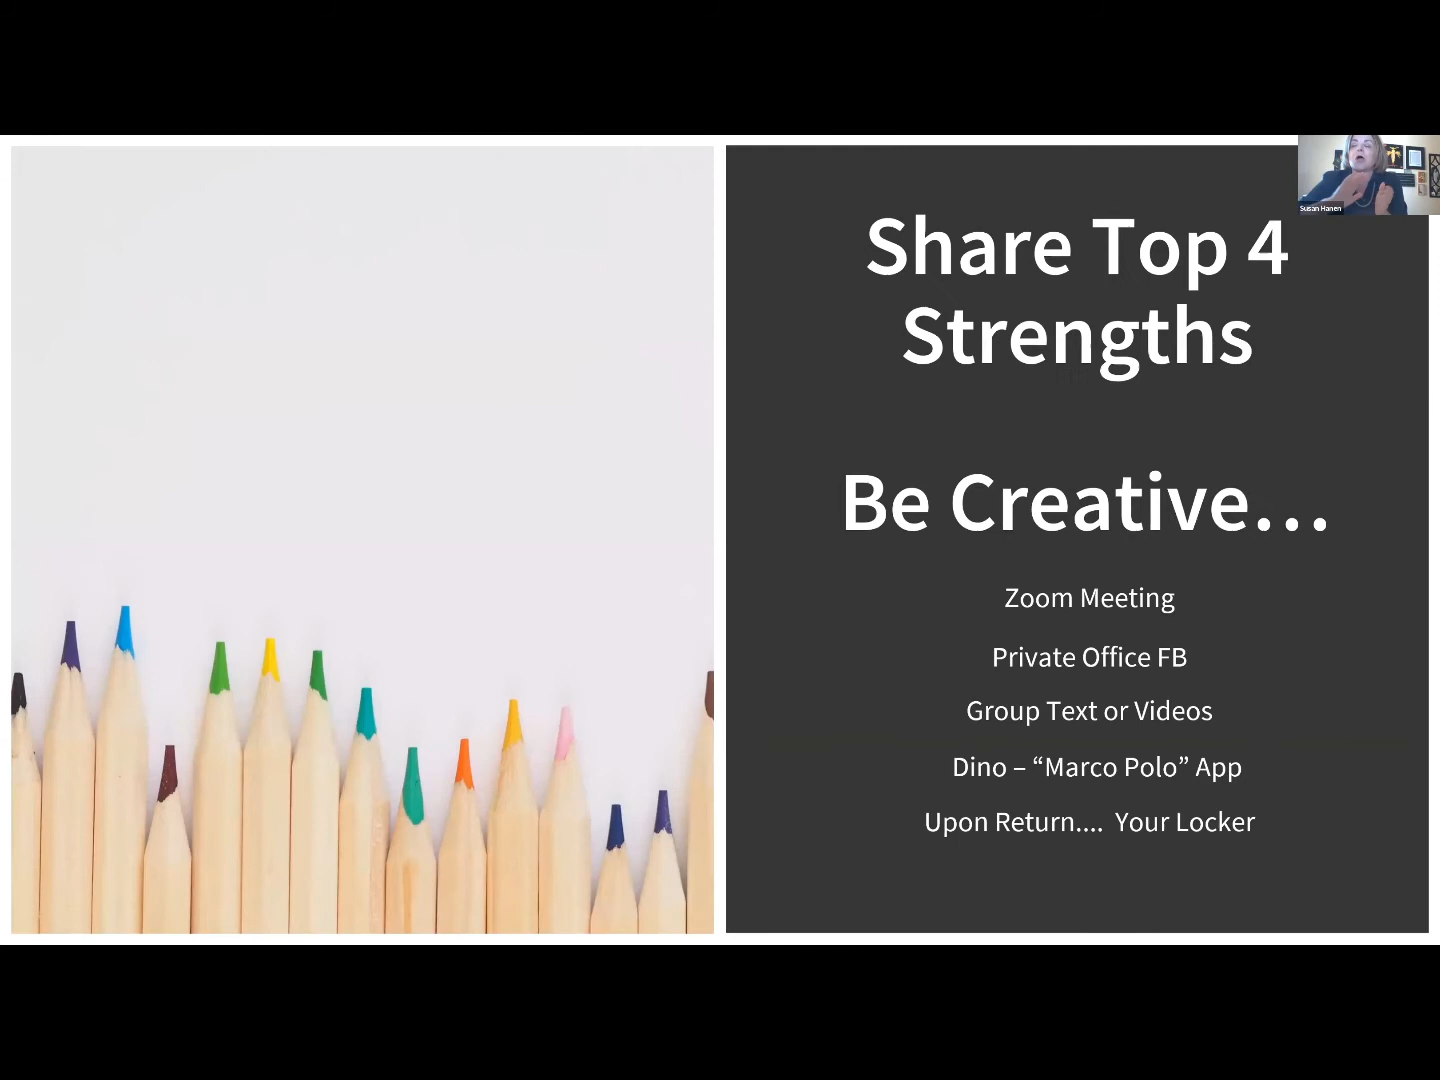 Susan Hanen
Share Top 4
Strengths
Be Creative…
Zoom Meeting
Private Office FB
Group Text or Videos
Dino – “Marco Polo” App
Upon Return.... Your Locker